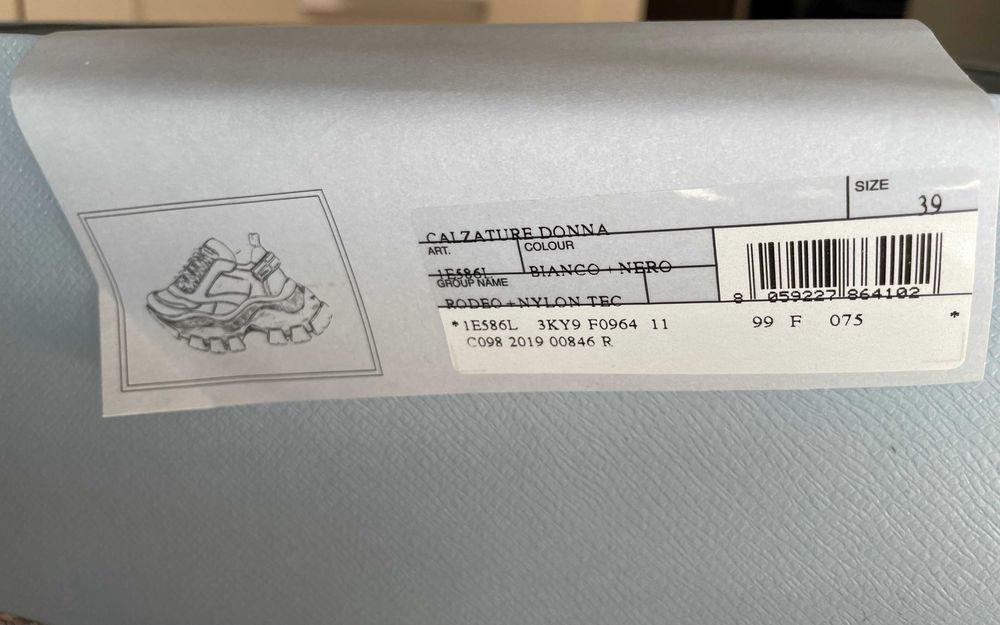 SIZE
39
CALZATURE DONNA
ART.
COLOUR
1E586L
BIANCO+NERO
GROUP NAME
RODEO+NYLON TEC
8 059227 864102
*1E586L 3KY9 F0964 11 99 F 075 *
C098 2019 00846 R